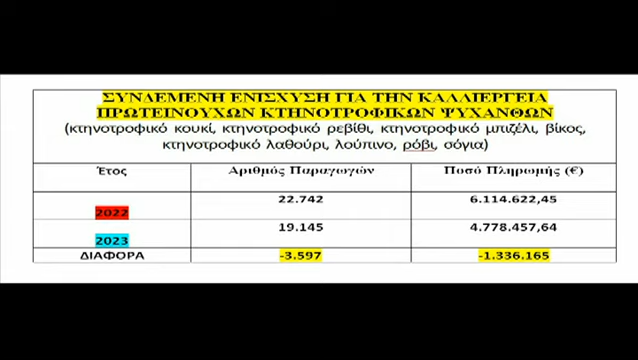 ΣΥΝΔΕΜΕΝΗ ΕΝΙΣΧΥΣΗ ΓΙΑ ΤΗΝ ΚΑΛΛΙΕΡΓΕΙΑ
ΠΡΩΤΕΙΝΟΥΧΩΝ ΚΤΗΝΟΤΡΟΦΙΚΩΝ ΨΥΧΑΝΘΩΝ
(κτηνοτροφικό κουκί, κτηνοτροφικό ρεβίθι, κτηνοτροφικό μπιζέλι, βίκος,
κτηνοτροφικό λαθούρι, λούπινο, ρόβι, σόγια)
Έτος Αριθμός Παραγωγών Ποσό Πληρωμής (€)
2022 22.742 6.114.622,45
2023 19.145 4.778.457,64
ΔΙΑΦΟΡΑ -3.597 -1.336.165